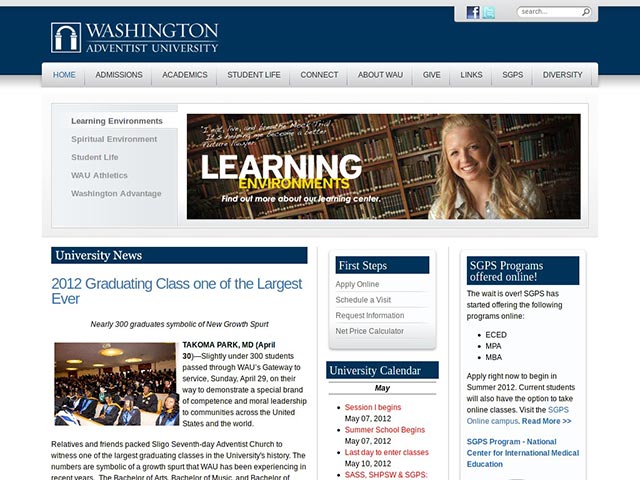 WASHINGTON
ADVENTIST UNIVERSITY
search...
HOME ADMISSIONS ACADEMICS STUDENT LIFE CONNECT ABOUT WAU GIVE LINKS SGPS DIVERSITY
Learning Environments
Spiritual Environment
Student Life
WAU Athletics
Washington Advantage
"I eat, live, and breathe Mock Trial.
It's helping me become a better
future lawyer.
LEARNING
ENVIRONMENTS
Find out more about our learning center.
University News
2012 Graduating Class one of the Largest
Ever
Nearly 300 graduates symbolic of New Growth Spurt
TAKOMA PARK, MD (April
30)—Slightly under 300 students
passed through WAU's Gateway to
service, Sunday, April 29, on their
way to demonstrate a special brand
of competence and moral leadership
to communities across the United
States and the world.
Relatives and friends packed Sligo Seventh-day Adventist Church to
witness one of the largest graduating classes in the University's history. The
numbers are symbolic of a growth spurt that WAU has been experiencing in
recent years. The Bachelor of Arts, Bachelor of Music, and Bachelor of
First Steps
Apply Online
Schedule a Visit
Request Information
Net Price Calculator
University Calendar
May
Session I begins
May 07, 2012
Summer School Begins
May 07, 2012
Last day to enter classes
May 10, 2012
SASS, SHPSW & SGPS:
SGPS Programs
offered online!
The wait is over! SGPS has
started offering the following
programs online:
ECED
MPA
MBA
Apply right now to begin in
Summer 2012. Current students
will also have the option to take
online classes. Visit the SGPS
Online campus. Read More >>
SGPS Program - National
Center for International Medical
Education